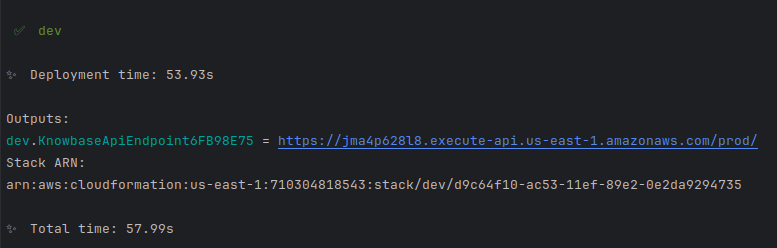 ✅ dev
✨ Deployment time: 53.93s
Outputs:
dev.KnowbaseApiEndpoint6FB98E75 = https://jma4p628l8.execute-api.us-east-1.amazonaws.com/prod/
Stack ARN:
arn:aws:cloudformation:us-east-1:710304818543:stack/dev/d9c64f10-ac53-11ef-89e2-0e2da9294735
✨ Total time: 57.99s